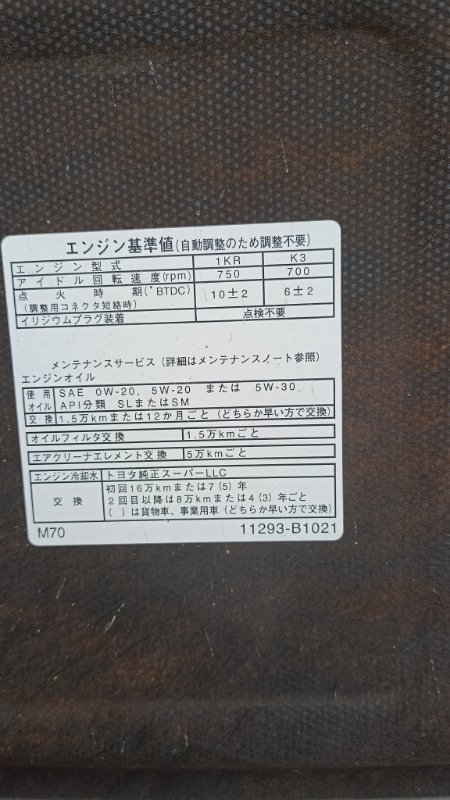 エンジン基準値(自動調整のため調整不要)
エンジン型式 1KR K3
アイドル回転速度(rpm) 750 700
点火時期(°BTDC) 10±2 6±2
(調整用コネクタ短絡時)
イリジウムプラグ装着 点検不要
メンテナンスサービス (詳細はメンテナンスノート参照)
エンジンオイル
使用 SAE 0W-20, 5W-20 または 5W-30
オイル API分類 SLまたはSM
交換 1.5万kmまたは12か月ごと (どちらか早い方で交換)
オイルフィルタ交換 1.5万kmごと
エアクリーナエレメント交換 5万kmごと
エンジン冷却水 トヨタ純正スーパーLLC
交換 初回16万kmまたは7(5)年
2回目以降は8万kmまたは4(3)年ごと
( )は貨物車、事業用車 (どちらか早い方で交換)
M70 11293-B1021